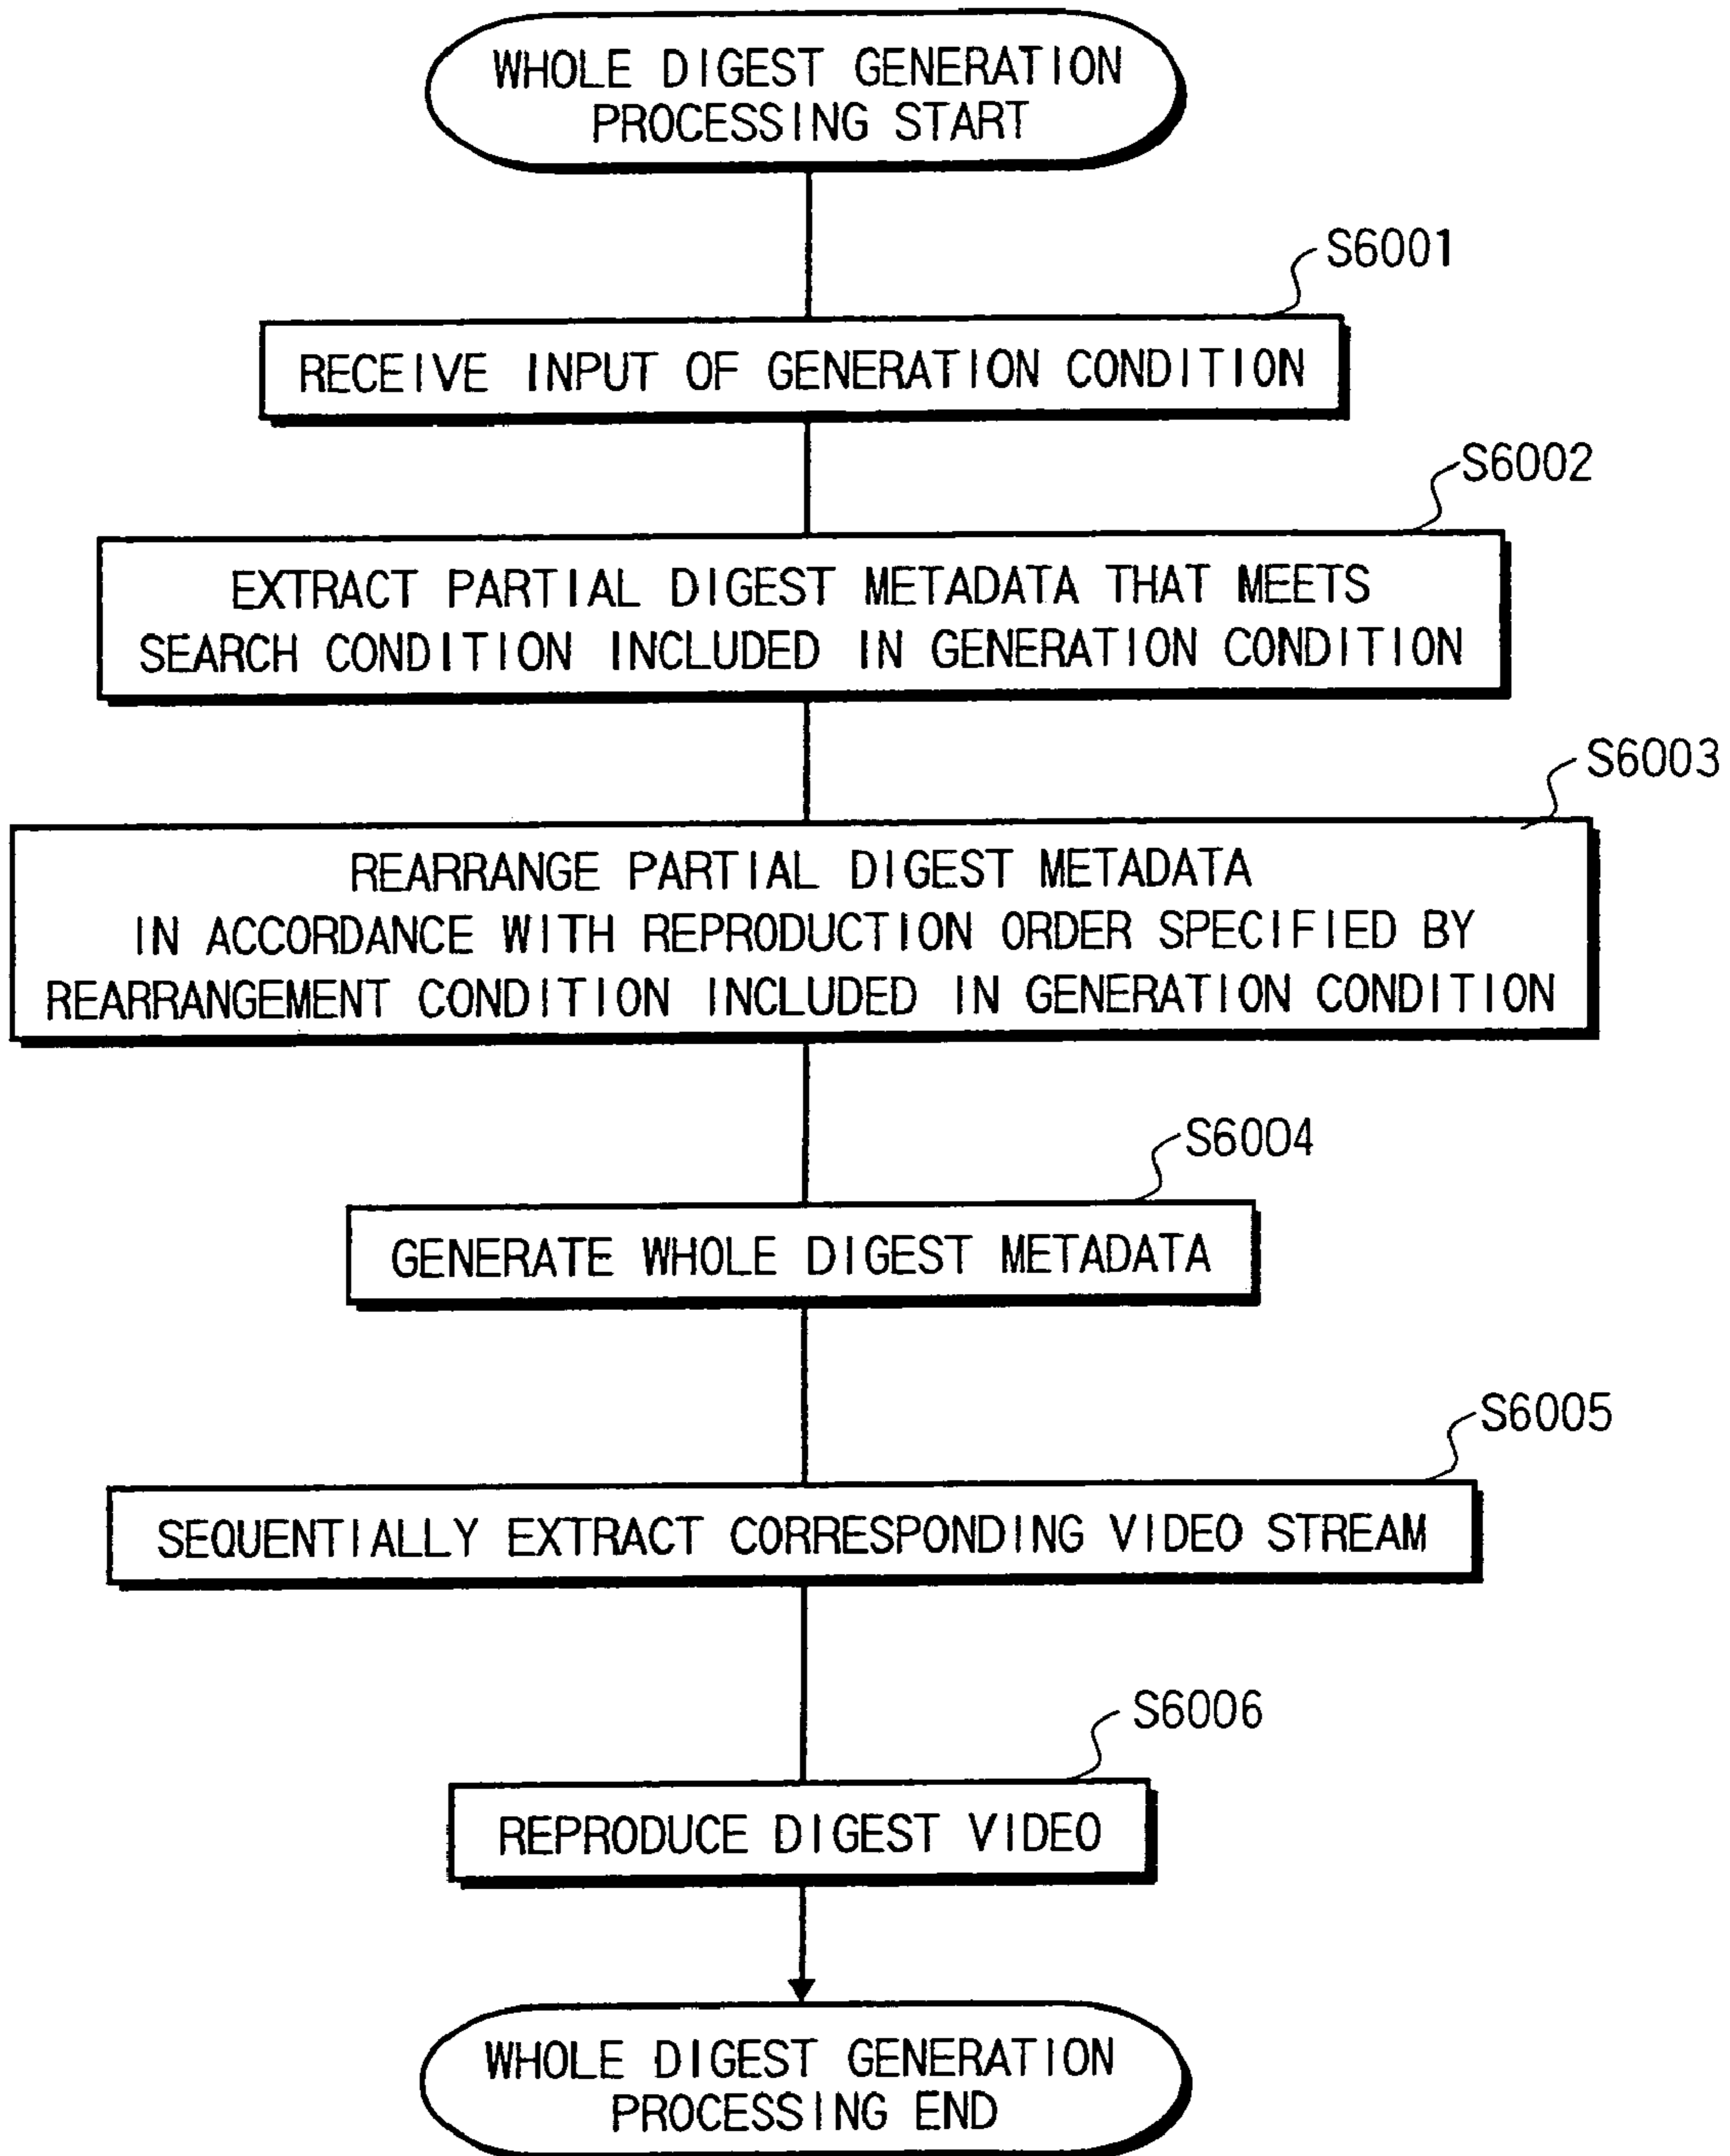 WHOLE DIGEST GENERATION
PROCESSING START
S6001
RECEIVE INPUT OF GENERATION CONDITION
S6002
EXTRACT PARTIAL DIGEST METADATA THAT MEETS
SEARCH CONDITION INCLUDED IN GENERATION CONDITION
S6003
REARRANGE PARTIAL DIGEST METADATA
IN ACCORDANCE WITH REPRODUCTION ORDER SPECIFIED BY
REARRANGEMENT CONDITION INCLUDED IN GENERATION CONDITION
S6004
GENERATE WHOLE DIGEST METADATA
S6005
SEQUENTIALLY EXTRACT CORRESPONDING VIDEO STREAM
S6006
REPRODUCE DIGEST VIDEO
WHOLE DIGEST GENERATION
PROCESSING END